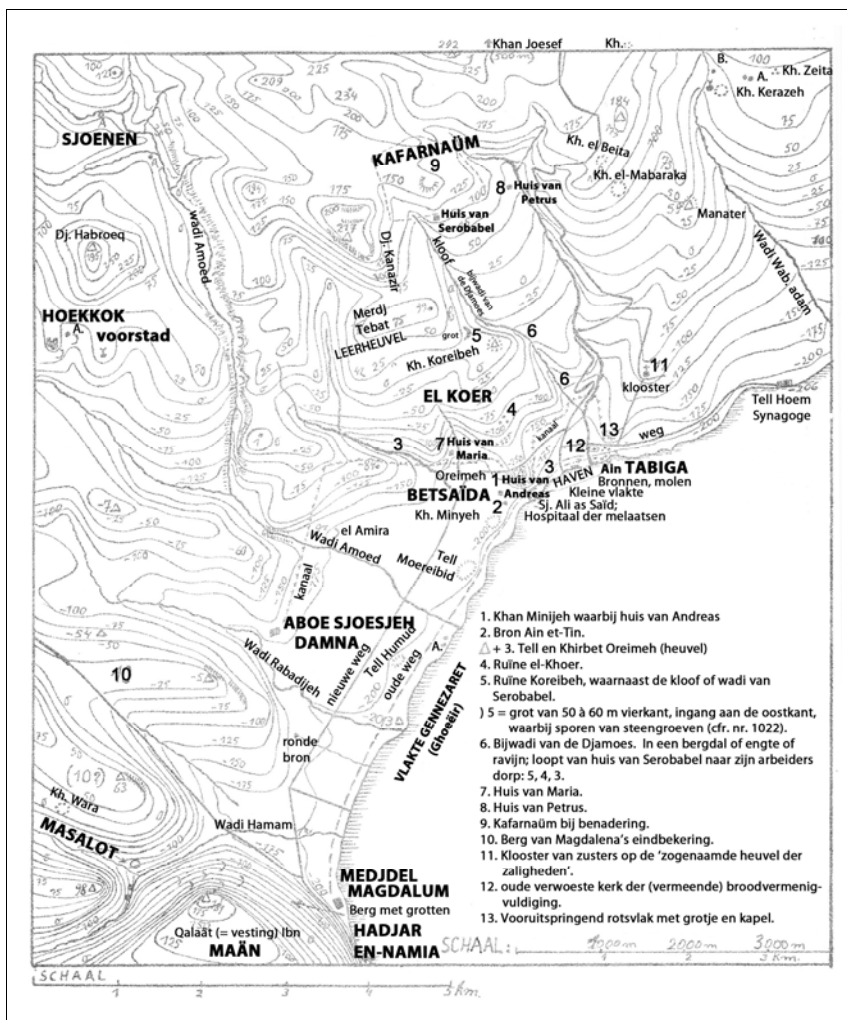 202 Khan Joesef Kh.
(500 m)
B. A. Kh. Zeita
Kh. Kerazeh
SJOENEN
KAFARNAÜM
9
8 Huis van
Petrus
Kh. el Beita
Kh. el-Mabaraka
Manater
Wadi Wab. adam
Huis van
Serobabel
wadi Amoed
Dj. Habroeq
Dj. Kanazir
kloof
bijwadi van
de Djamoes
HOEKKOK
A.
voorstad
Merdj
Tebat
LEERHEUVEL
grot 5
Kh. Koreibeh
6
6
11
klooster
Tell Hoem
Synagoge
EL KOER
4
kanaal
13
weg
12
3
7 Huis van
Maria
Oreimeh
1 Huis van
Andreas
3
HAVEN
Ain TABIGA
Bronnen, molen
Kleine vlakte
BETSAÏDA
2
Sj. Ali as Saïd;
Hospitaal der melaatsen
Kh. Minyeh
el Amira
Wadi Amoed
Tell
Moereibid
kanaal
ABOE SJOESJEH
DAMNA
Wadi Rabadijeh
nieuwe weg
Tell Humud
oude weg
A.
VLAKTE GENNEZARET
(Ghoeëir)
10
ronde
bron
(10?)
Kh. Wara
MASALOT
Wadi Hamam
MEDJDEL
MAGDALUM
Berg met grotten
HADJAR
EN-NAMIA
Qalaät (= vesting) Ibn
MAÄN
1. Khan Minijeh waarbij huis van Andreas
2. Bron Ain et-Tin.
△ + 3. Tell en Khirbet Oreimeh (heuvel)
4. Ruïne el-Khoer.
5. Ruïne Koreibeh, waarnaast de kloof of wadi van
Serobabel.
) 5 = grot van 50 à 60 m vierkant, ingang aan de oostkant,
waarbij sporen van steengroeven (cfr. nr. 1022).
6. Bijwadi van de Djamoes. In een bergdal of engte of
ravijn; loopt van huis van Serobabel naar zijn arbeiders
dorp: 5, 4, 3.
7. Huis van Maria.
8. Huis van Petrus.
9. Kafarnaüm bij benadering.
10. Berg van Magdalena's eindbekering.
11. Klooster van zusters op de 'zogenaamde heuvel der
zaligheden'.
12. oude verwoeste kerk der (vermeende) broodvermenig-
vuldiging.
13. Vooruitspringend rotsvlak met grotje en kapel.
SCHAAL: 1000m 2000m 3000m
1 2 3 Km.
SCHAAL
1 2 3 4 5 km.